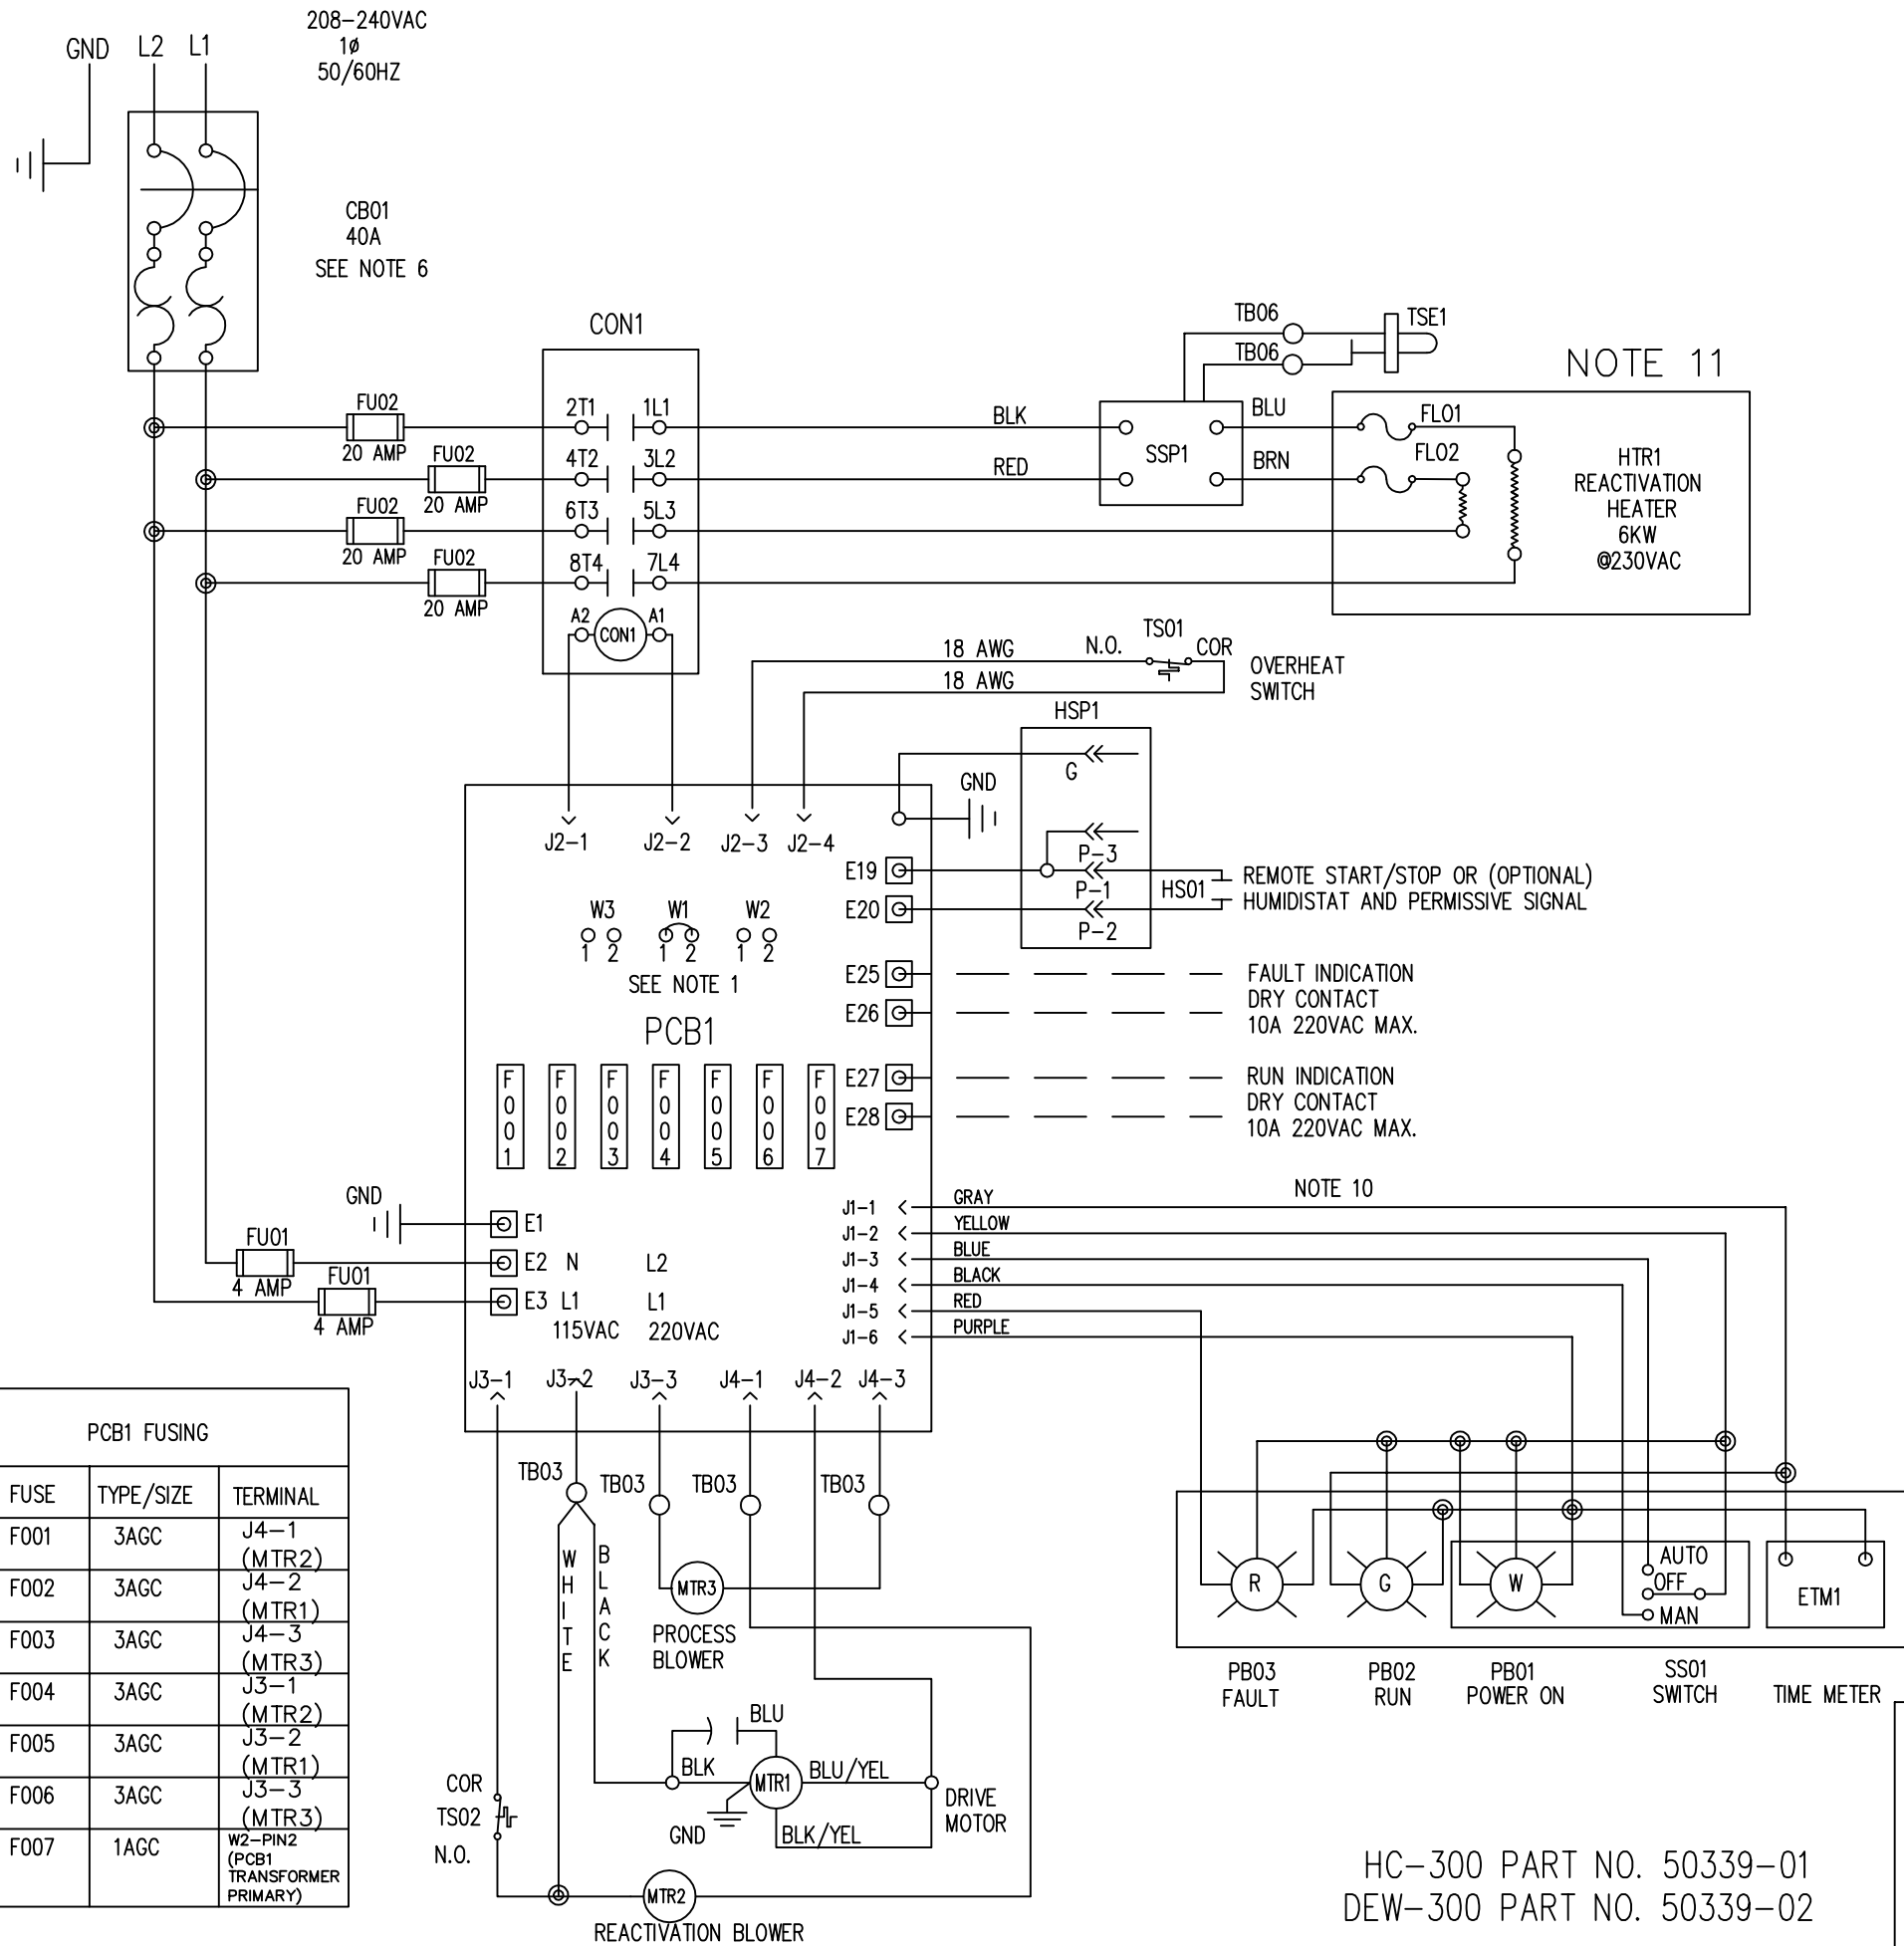 208-240VAC
1ø
50/60HZ
GND L2 L1
CB01
40A
SEE NOTE 6
CON1
TB06
TSE1
TB06
NOTE 11
FU02
20 AMP
2T1 1L1
BLK
BLU
FL01
FU02
20 AMP
4T2 3L2
RED
SSP1
BRN
FL02
HTR1
REACTIVATION
HEATER
6KW
@230VAC
FU02
20 AMP
6T3 5L3
FU02
20 AMP
8T4 7L4
A2 CON1 A1
18 AWG N.O. TS01 COR
18 AWG
OVERHEAT
SWITCH
HSP1
G
GND
J2-1 J2-2 J2-3 J2-4
P-3
E19
P-1
HS01
E20
P-2
REMOTE START/STOP OR (OPTIONAL)
HUMIDISTAT AND PERMISSIVE SIGNAL
W3 W1 W2
1 2 1 2 1 2
SEE NOTE 1
E25
E26
FAULT INDICATION
DRY CONTACT
10A 220VAC MAX.
PCB1
F001 F002 F003 F004 F005 F006 F007
E27
E28
RUN INDICATION
DRY CONTACT
10A 220VAC MAX.
NOTE 10
GND
E1
FU01
4 AMP
E2 N L2
FU01
4 AMP
E3 L1 L1
115VAC 220VAC
J1-1 GRAY
J1-2 YELLOW
J1-3 BLUE
J1-4 BLACK
J1-5 RED
J1-6 PURPLE
J3-1 J3-2 J3-3 J4-1 J4-2 J4-3
TB03 TB03 TB03 TB03
WHITE
BLACK
MTR3
PROCESS
BLOWER
R G W
AUTO
OFF
MAN
ETM1
PB03
FAULT
PB02
RUN
PB01
POWER ON
SS01
SWITCH
TIME METER
BLU
BLK
MTR1
BLU/YEL
BLK/YEL
GND
DRIVE
MOTOR
COR
TS02
N.O.
MTR2
REACTIVATION BLOWER
PCB1 FUSING
FUSE TYPE/SIZE TERMINAL
F001 3AGC J4-1
(MTR2)
F002 3AGC J4-2
(MTR1)
F003 3AGC J4-3
(MTR3)
F004 3AGC J3-1
(MTR2)
F005 3AGC J3-2
(MTR1)
F006 3AGC J3-3
(MTR3)
F007 1AGC W2-PIN2
(PCB1
TRANSFORMER
PRIMARY)
HC-300 PART NO. 50339-01
DEW-300 PART NO. 50339-02